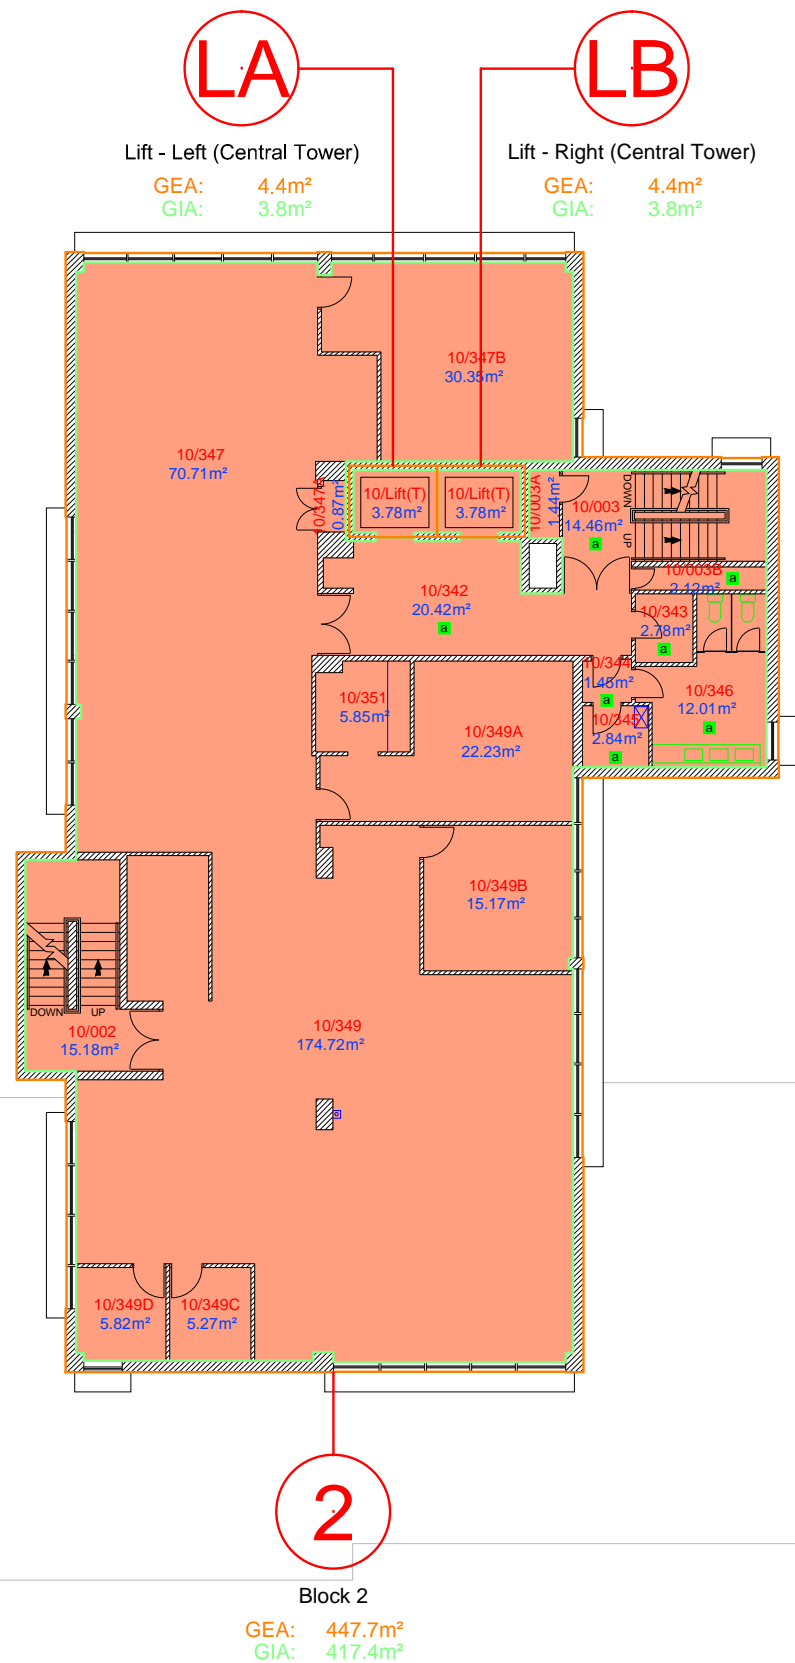 LA
LB
Lift - Left (Central Tower)
Lift - Right (Central Tower)
GEA: 4.4m²
GIA: 3.8m²
GEA: 4.4m²
GIA: 3.8m²
10/347B
30.35m²
10/347
70.71m²
10/347A
0.87m²
10/Lift(T)
3.78m²
10/Lift(T)
3.78m²
10/003A
1.44m²
10/003
14.46m²
a
DOWN
UP
10/003B
2.12m²
a
10/342
20.42m²
a
10/343
2.78m²
a
10/344
1.45m²
a
10/346
12.01m²
a
10/345
2.84m²
a
10/351
5.85m²
10/349A
22.23m²
10/349B
15.17m²
DOWN
UP
10/002
15.18m²
10/349
174.72m²
10/349D
5.82m²
10/349C
5.27m²
2
Block 2
GEA: 447.7m²
GIA: 417.4m²